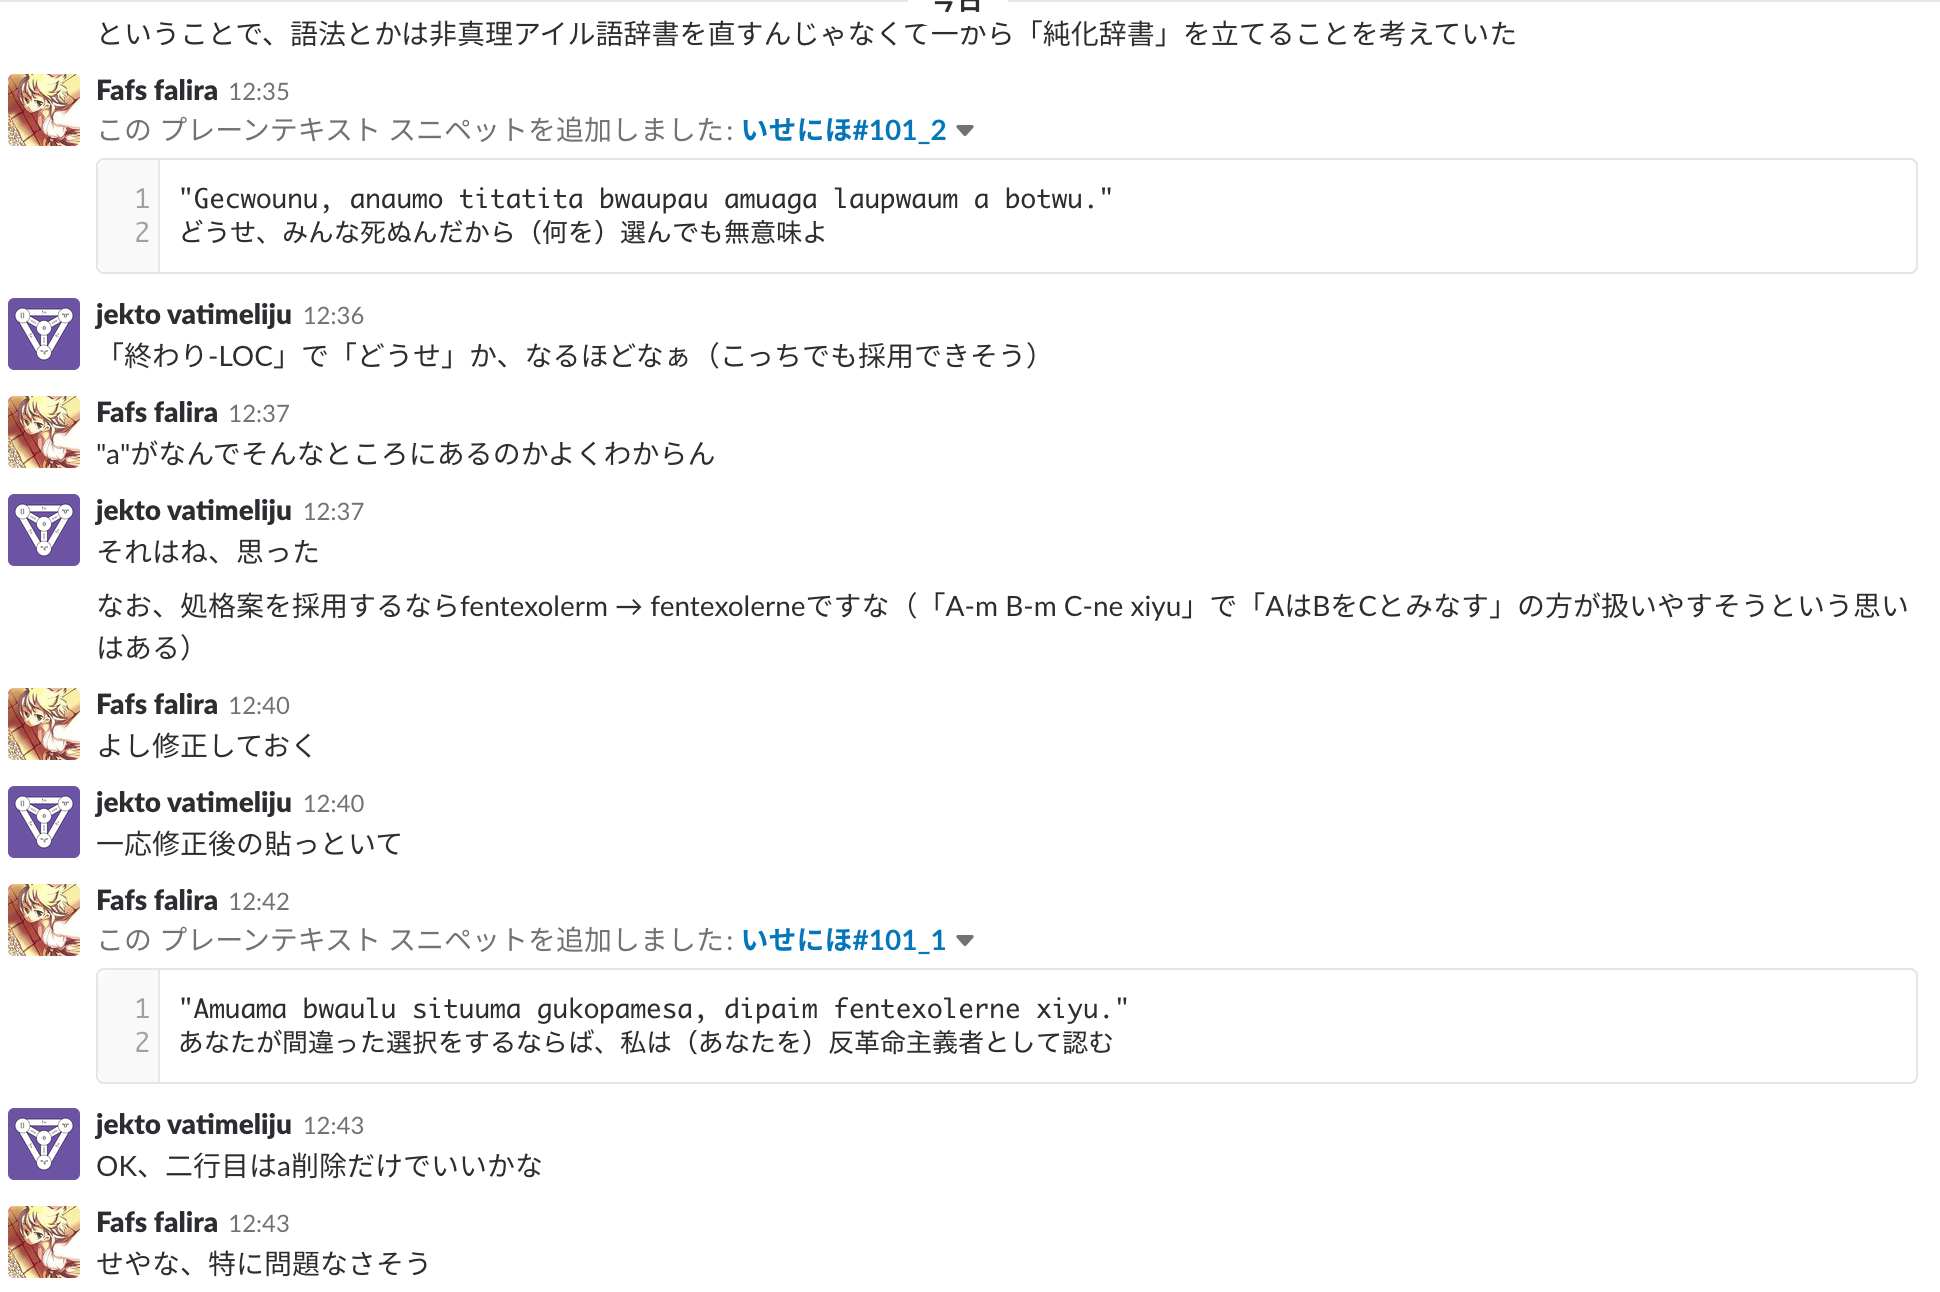 今日
ということで、語法とかは非真理アイル語辞書を直すんじゃなくて一から「純化辞書」を立てることを考えていた
Fafs falira 12:35
この プレーンテキスト スニペットを追加しました: いせにほ#101_2
1 "Gecwounu, anaumo titatita bwaupau amuaga laupwaum a botwu."
2 どうせ、みんな死ぬんだから（何を）選んでも無意味よ
jekto vatimeliju 12:36
「終わり-LOC」で「どうせ」か、なるほどなぁ（こっちでも採用できそう）
Fafs falira 12:37
"a"がなんでそんなところにあるのかよくわからん
jekto vatimeliju 12:37
それはね、思った
なお、処格案を採用するならfentexolerm → fentexolerneですな（「A-m B-m C-ne xiyu」で「AはBをCとみなす」の方が扱いやすそうという思い
はある）
Fafs falira 12:40
よし修正しておく
jekto vatimeliju 12:40
一応修正後の貼っといて
Fafs falira 12:42
この プレーンテキスト スニペットを追加しました: いせにほ#101_1
1 "Amuama bwaulu situuma gukopamesa, dipaim fentexolerne xiyu."
2 あなたが間違った選択をするならば、私は（あなたを）反革命主義者として認む
jekto vatimeliju 12:43
OK、二行目はa削除だけでいいかな
Fafs falira 12:43
せやな、特に問題なさそう